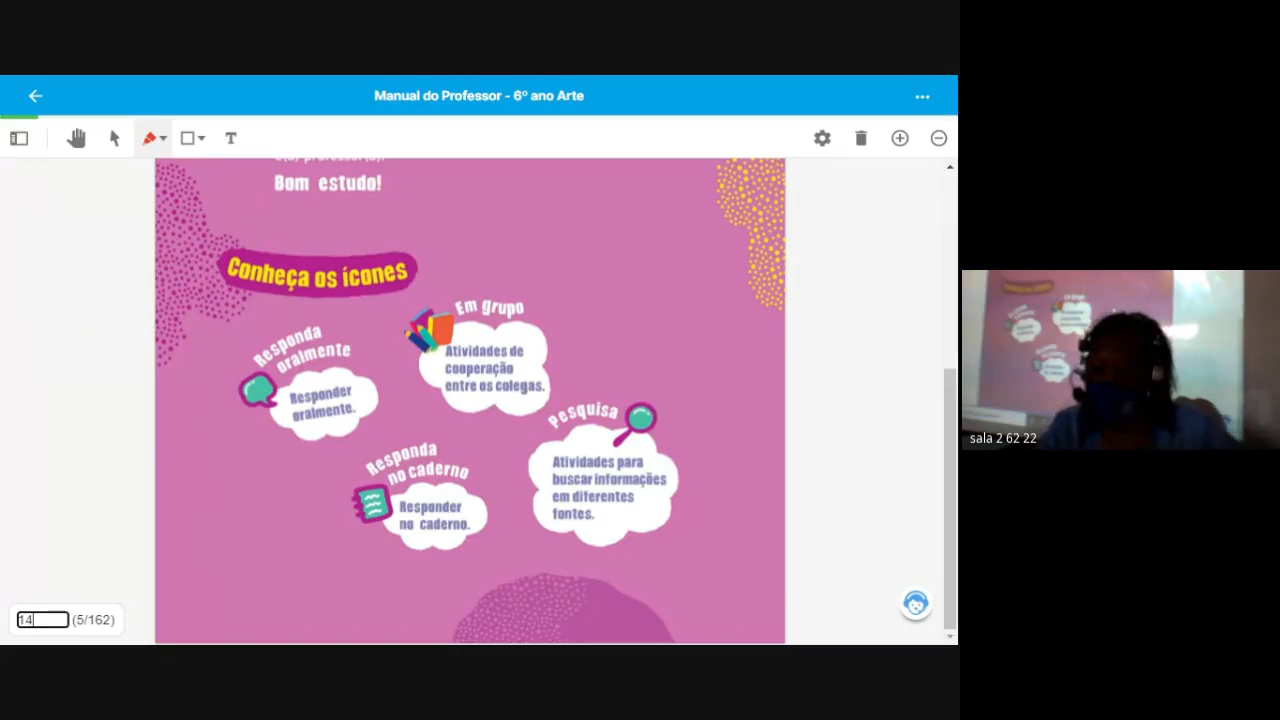 Manual do Professor - 6º ano Arte
T
Bom estudo!
Conheça os ícones
Em grupo
Atividades de
cooperação
entre os colegas.
Responda
oralmente
Responder
oralmente.
Pesquisa
Atividades para
buscar informações
em diferentes
fontes.
Responda
no caderno
Responder
no caderno.
14
(5/162)
sala 2 62 22